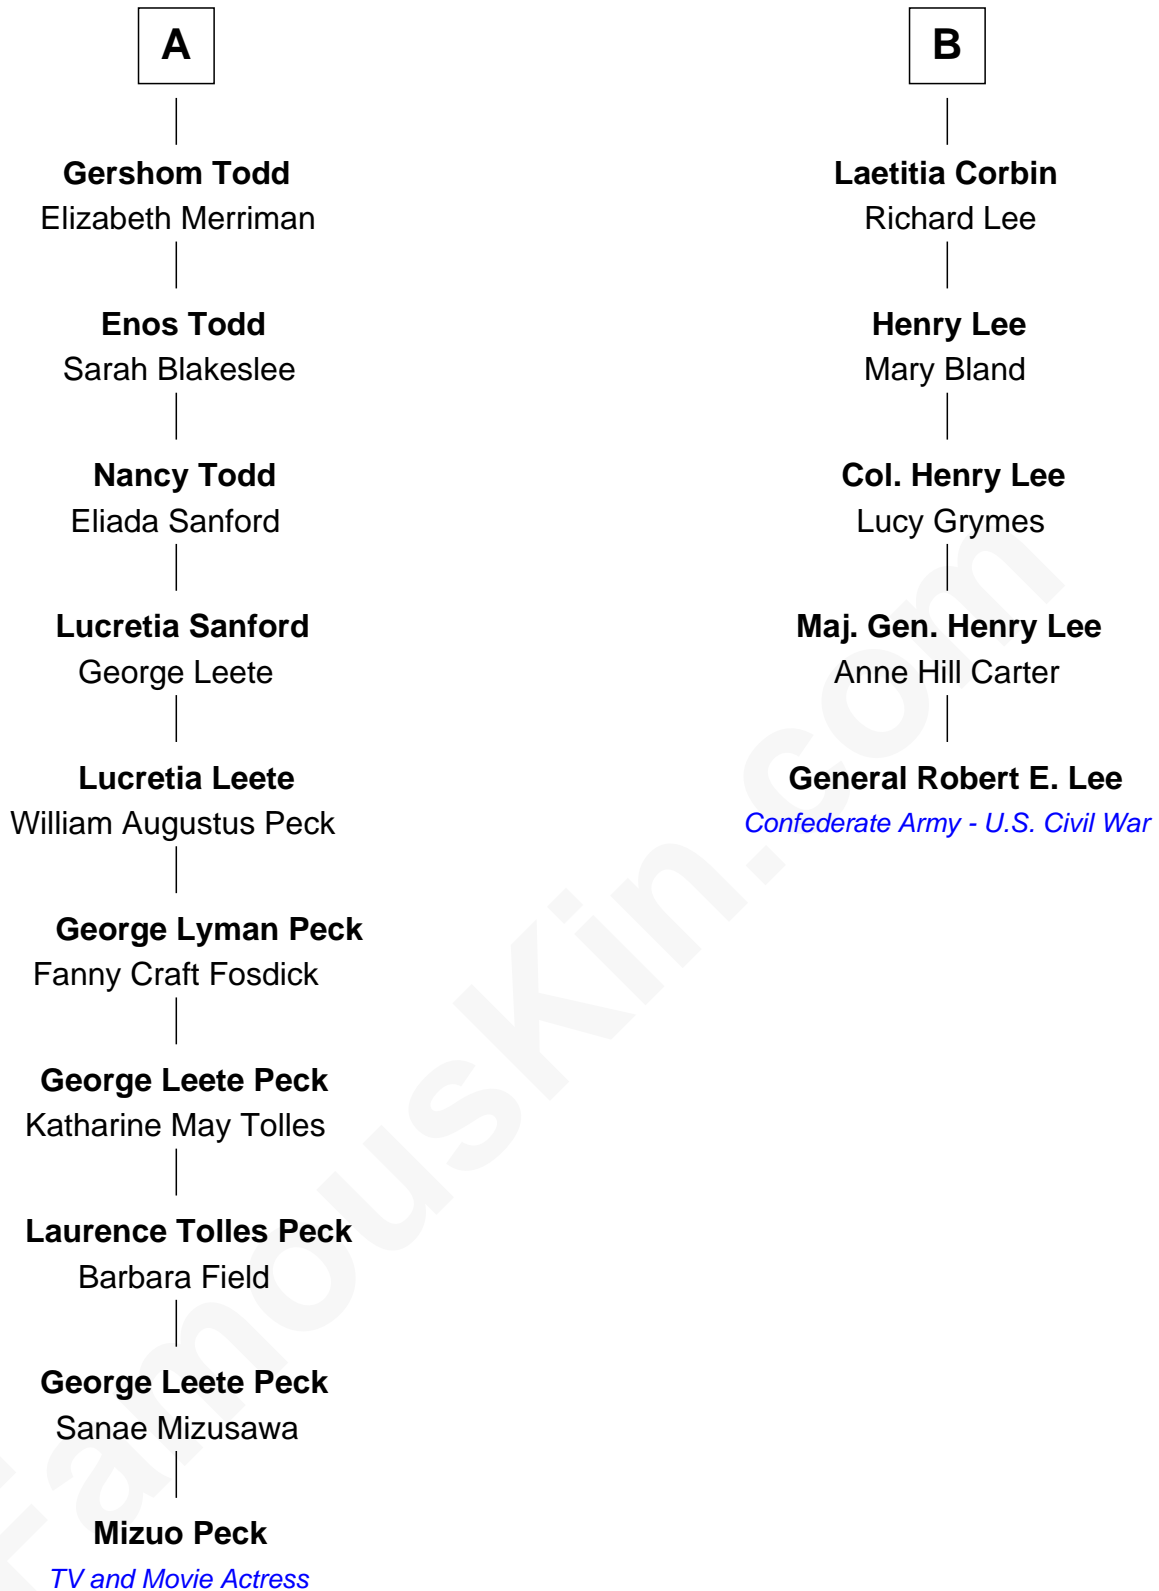 A
Gershom Todd
Elizabeth Merriman
Enos Todd
Sarah Blakeslee
Nancy Todd
Eliada Sanford
Lucretia Sanford
George Leete
Lucretia Leete
William Augustus Peck
George Lyman Peck
Fanny Craft Fosdick
George Leete Peck
Katharine May Tolles
Laurence Tolles Peck
Barbara Field
George Leete Peck
Sanae Mizusawa
Mizuo Peck
TV and Movie Actress
B
Laetitia Corbin
Richard Lee
Henry Lee
Mary Bland
Col. Henry Lee
Lucy Grymes
Maj. Gen. Henry Lee
Anne Hill Carter
General Robert E. Lee
Confederate Army - U.S. Civil War
FamousKin.com